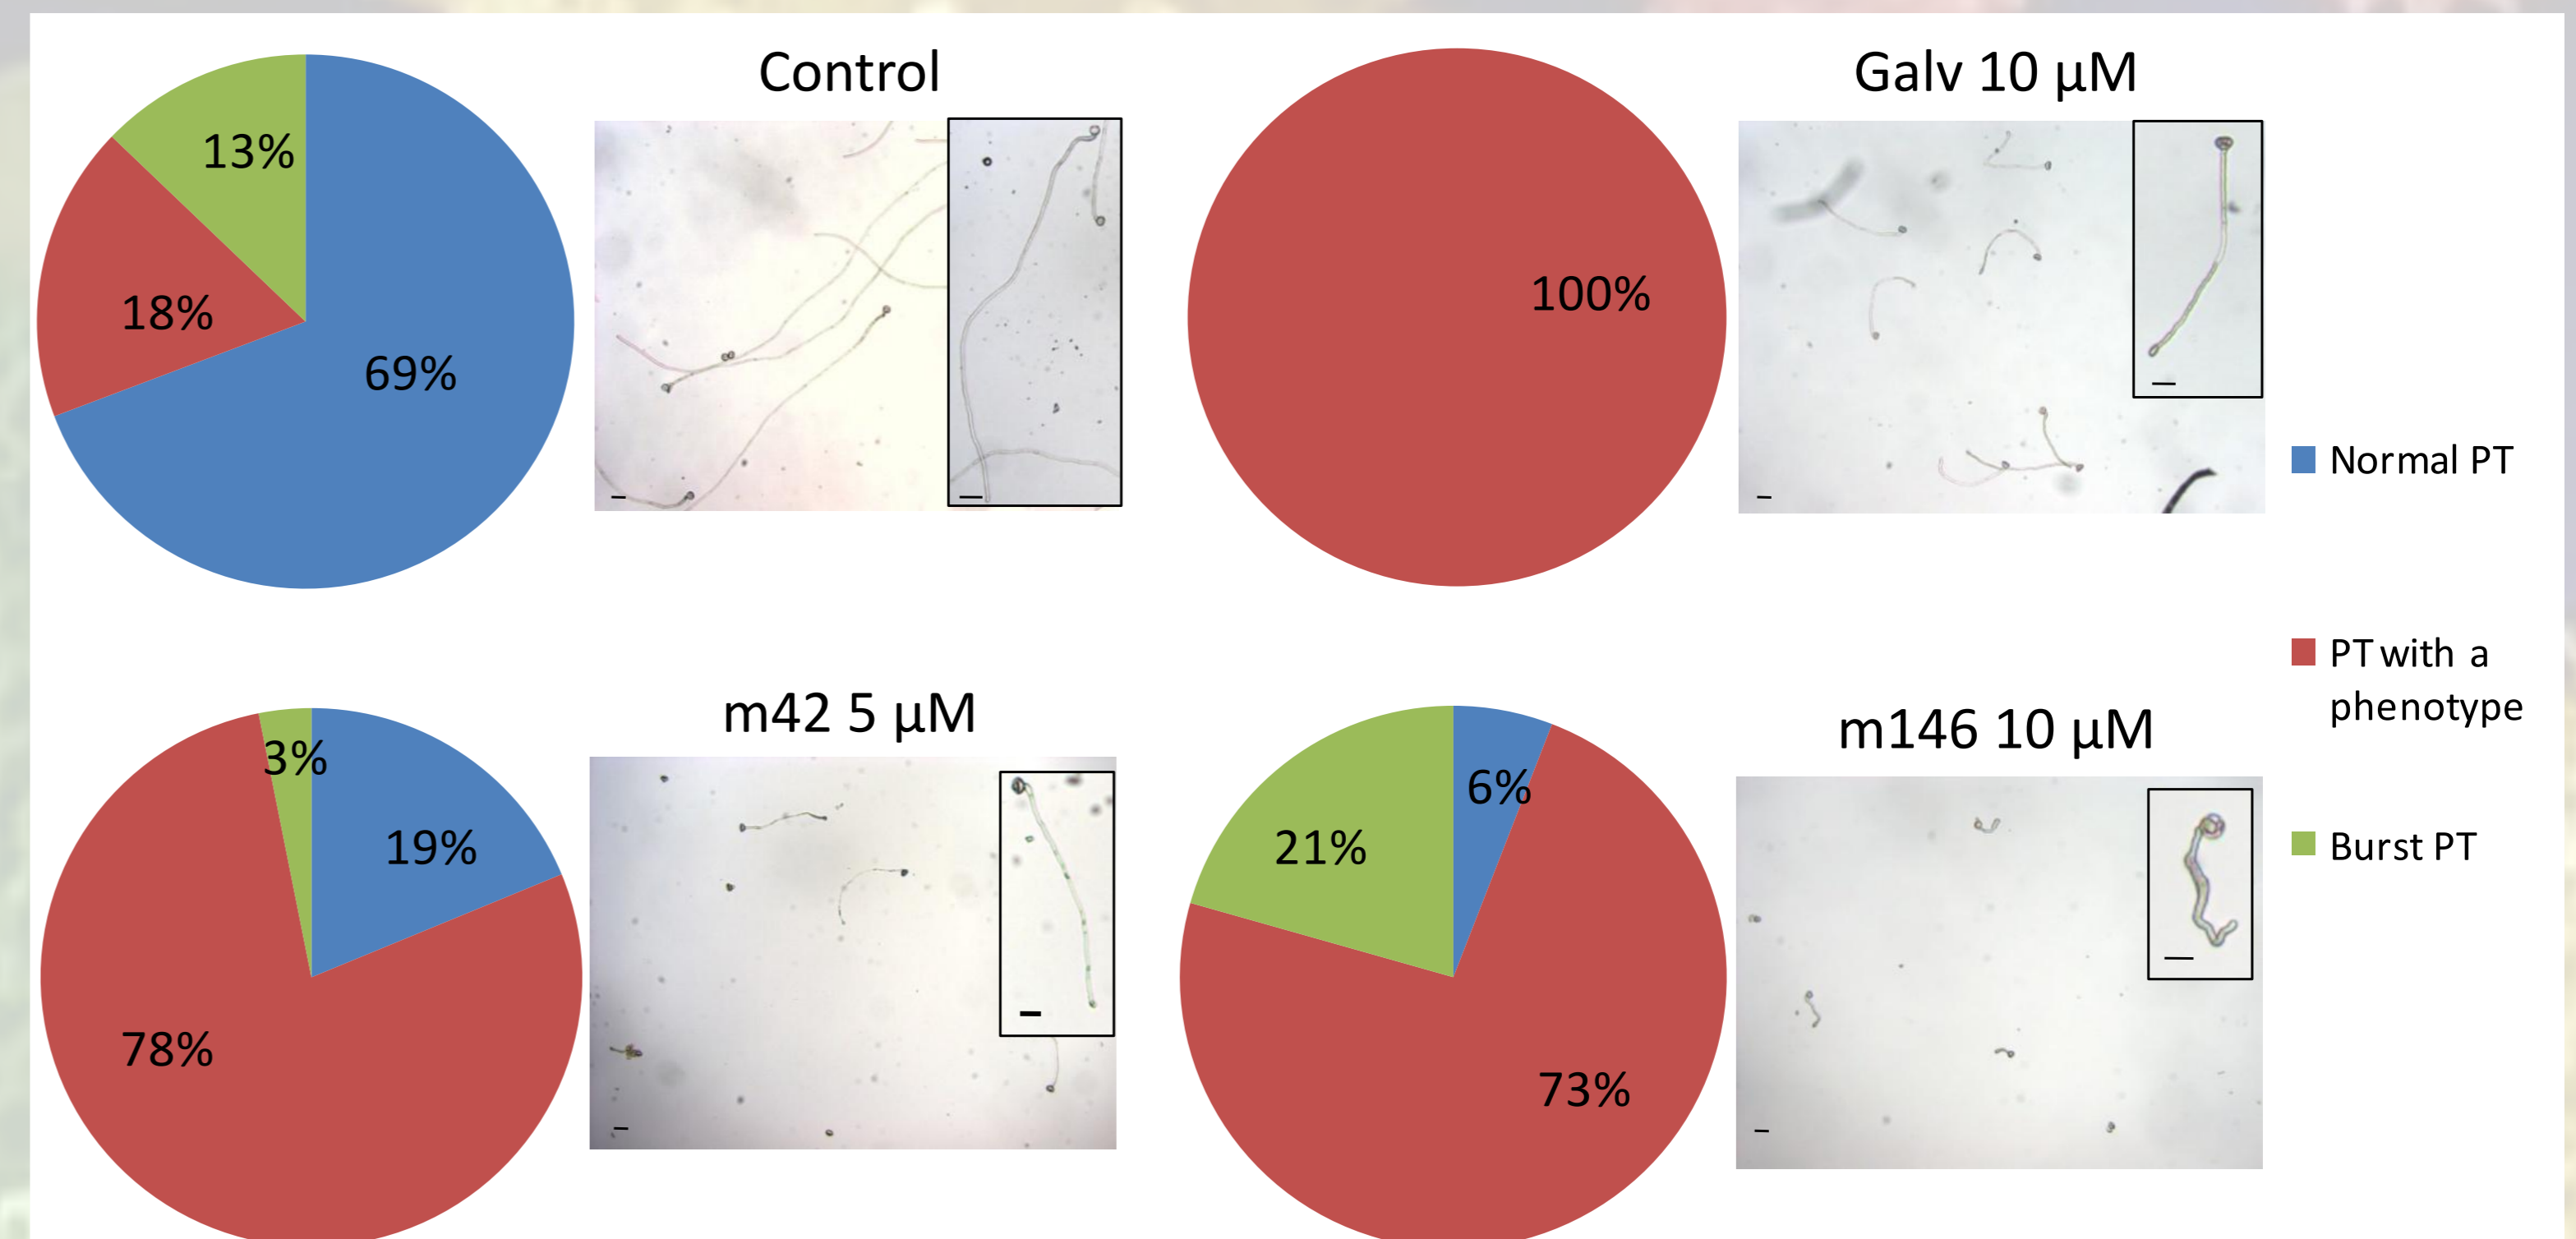 Control
13%
18%
69%
Galv 10 µM
100%
Normal PT
PT with a
phenotype
Burst PT
m42 5 µM
3%
19%
78%
m146 10 µM
6%
21%
73%